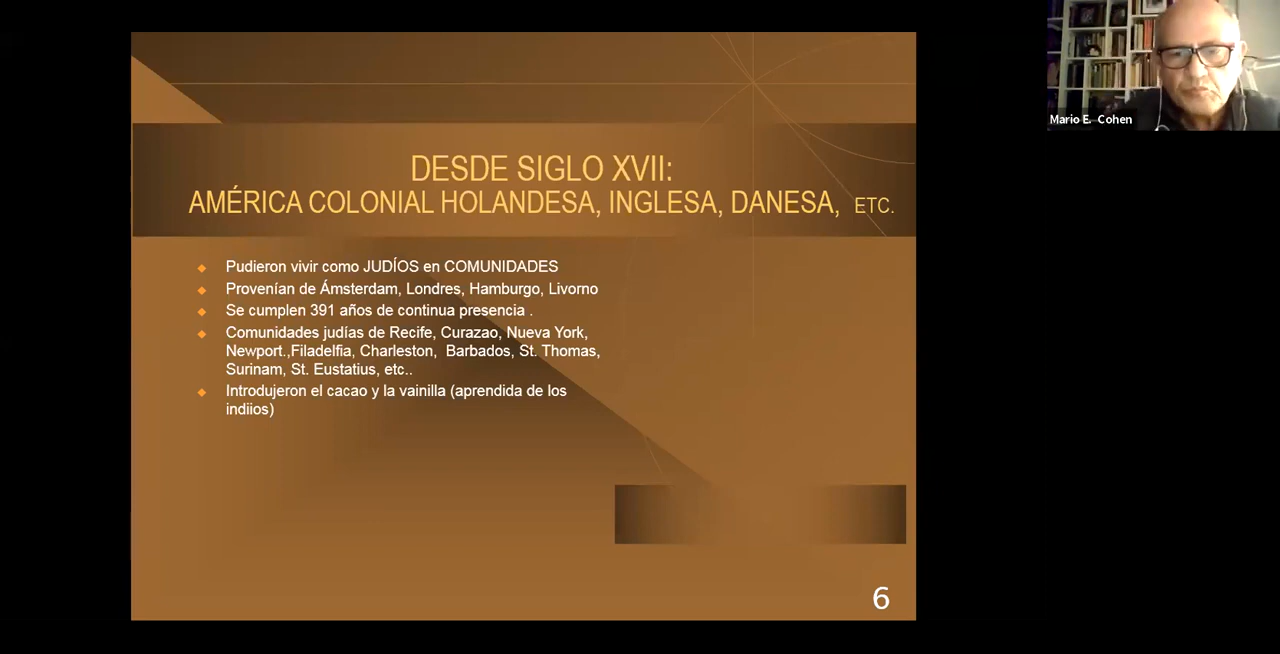 DESDE SIGLO XVII:
AMÉRICA COLONIAL HOLANDESA, INGLESA, DANESA, ETC.
Pudieron vivir como JUDÍOS en COMUNIDADES
Provenían de Ámsterdam, Londres, Hamburgo, Livorno
Se cumplen 391 años de continua presencia .
Comunidades judías de Recife, Curazao, Nueva York,
Newport.,Filadelfia, Charleston, Barbados, St. Thomas,
Surinam, St. Eustatius, etc..
Introdujeron el cacao y la vainilla (aprendida de los
indiios)
6
Mario E. Cohen